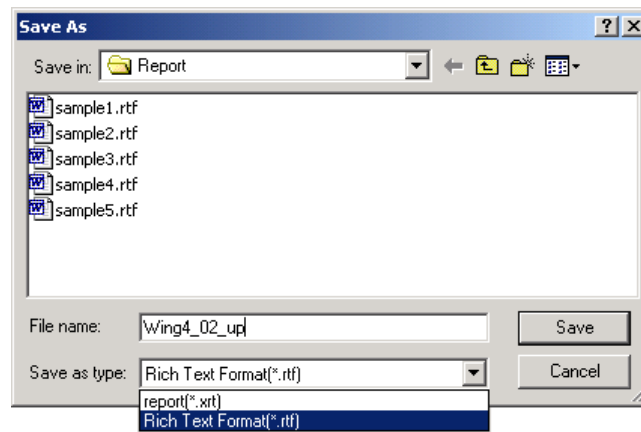 Save As
Save in: Report
sample1.rtf
sample2.rtf
sample3.rtf
sample4.rtf
sample5.rtf
File name: Wing4_02_up Save
Save as type: Rich Text Format(*.rtf) Cancel
report(*.xrt)
Rich Text Format(*.rtf)